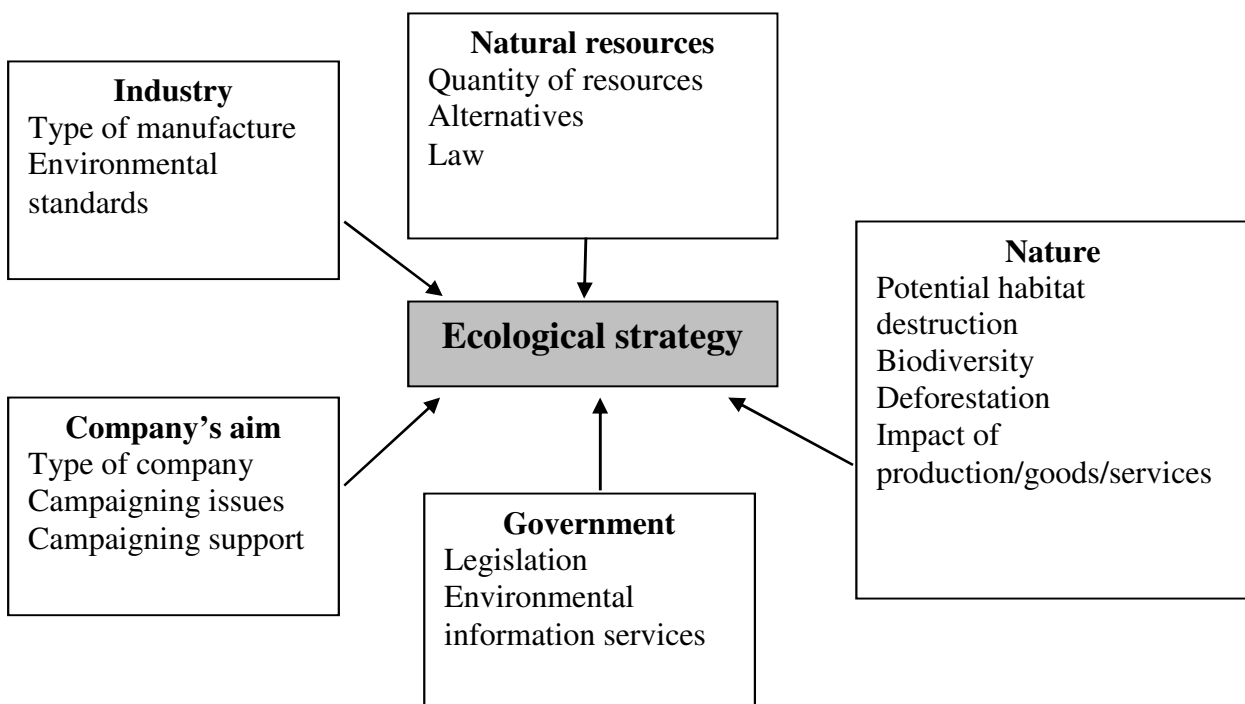 Natural resources
Quantity of resources
Alternatives
Law
Industry
Type of manufacture
Environmental
standards
Nature
Potential habitat
destruction
Biodiversity
Deforestation
Impact of
production/goods/services
Ecological strategy
Company’s aim
Type of company
Campaigning issues
Campaigning support
Government
Legislation
Environmental
information services